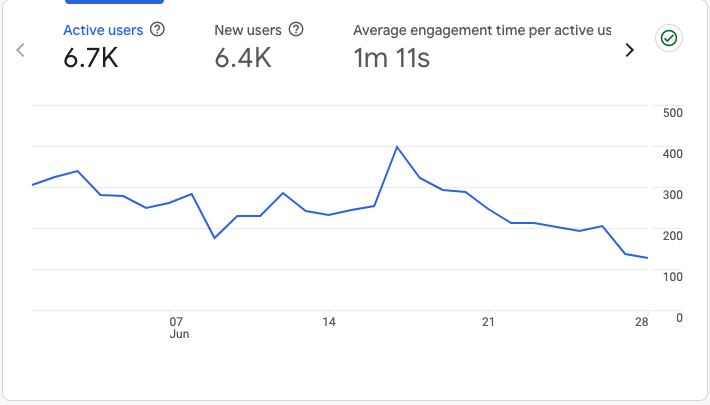 Active users ?
6.7K
New users ?
6.4K
Average engagement time per active us
1m 11s
500
400
300
200
100
0
07
Jun
14
21
28